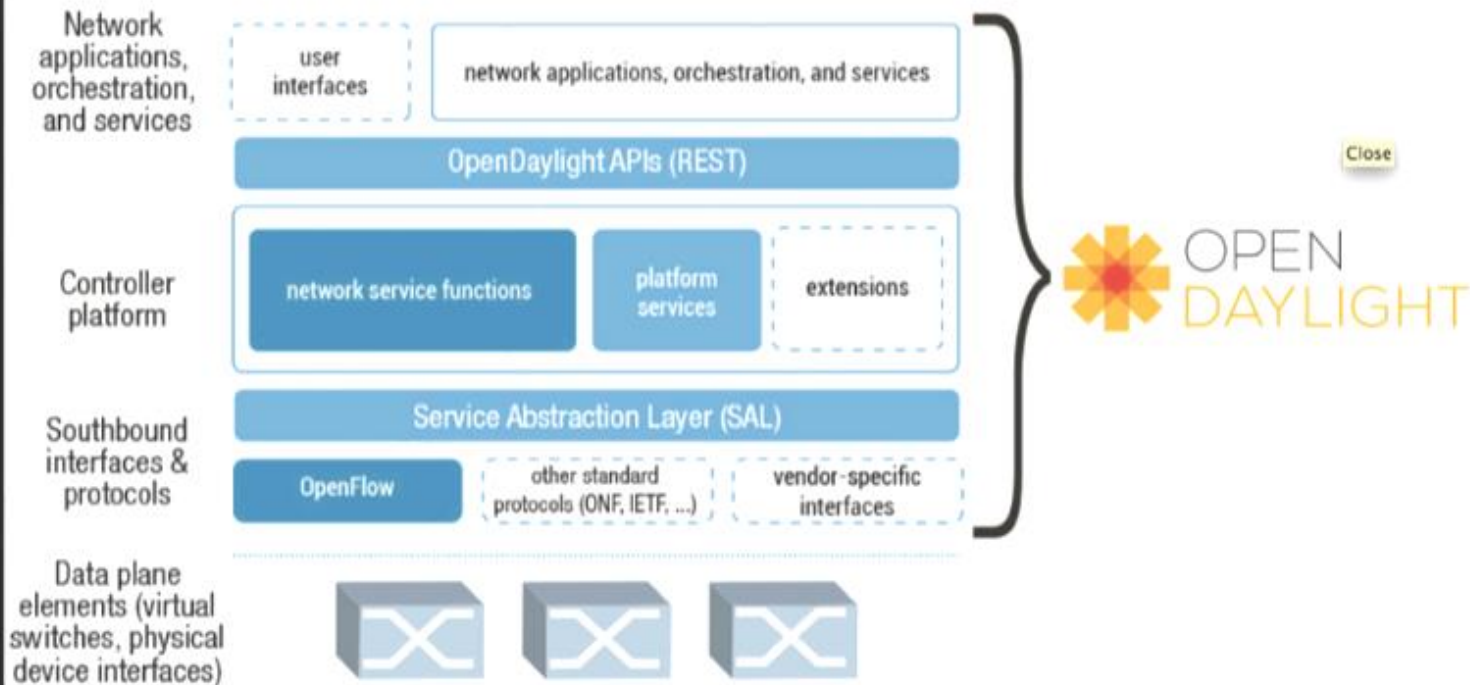 Network
applications,
orchestration,
and services
user
interfaces
network applications, orchestration, and services
OpenDaylight APIs (REST)
Close
Controller
platform
network service functions
platform
services
extensions
OPEN
DAYLIGHT
Service Abstraction Layer (SAL)
Southbound
interfaces &
protocols
OpenFlow
other standard
protocols (ONF, IETF, ...)
vendor-specific
interfaces
Data plane
elements (virtual
switches, physical
device interfaces)